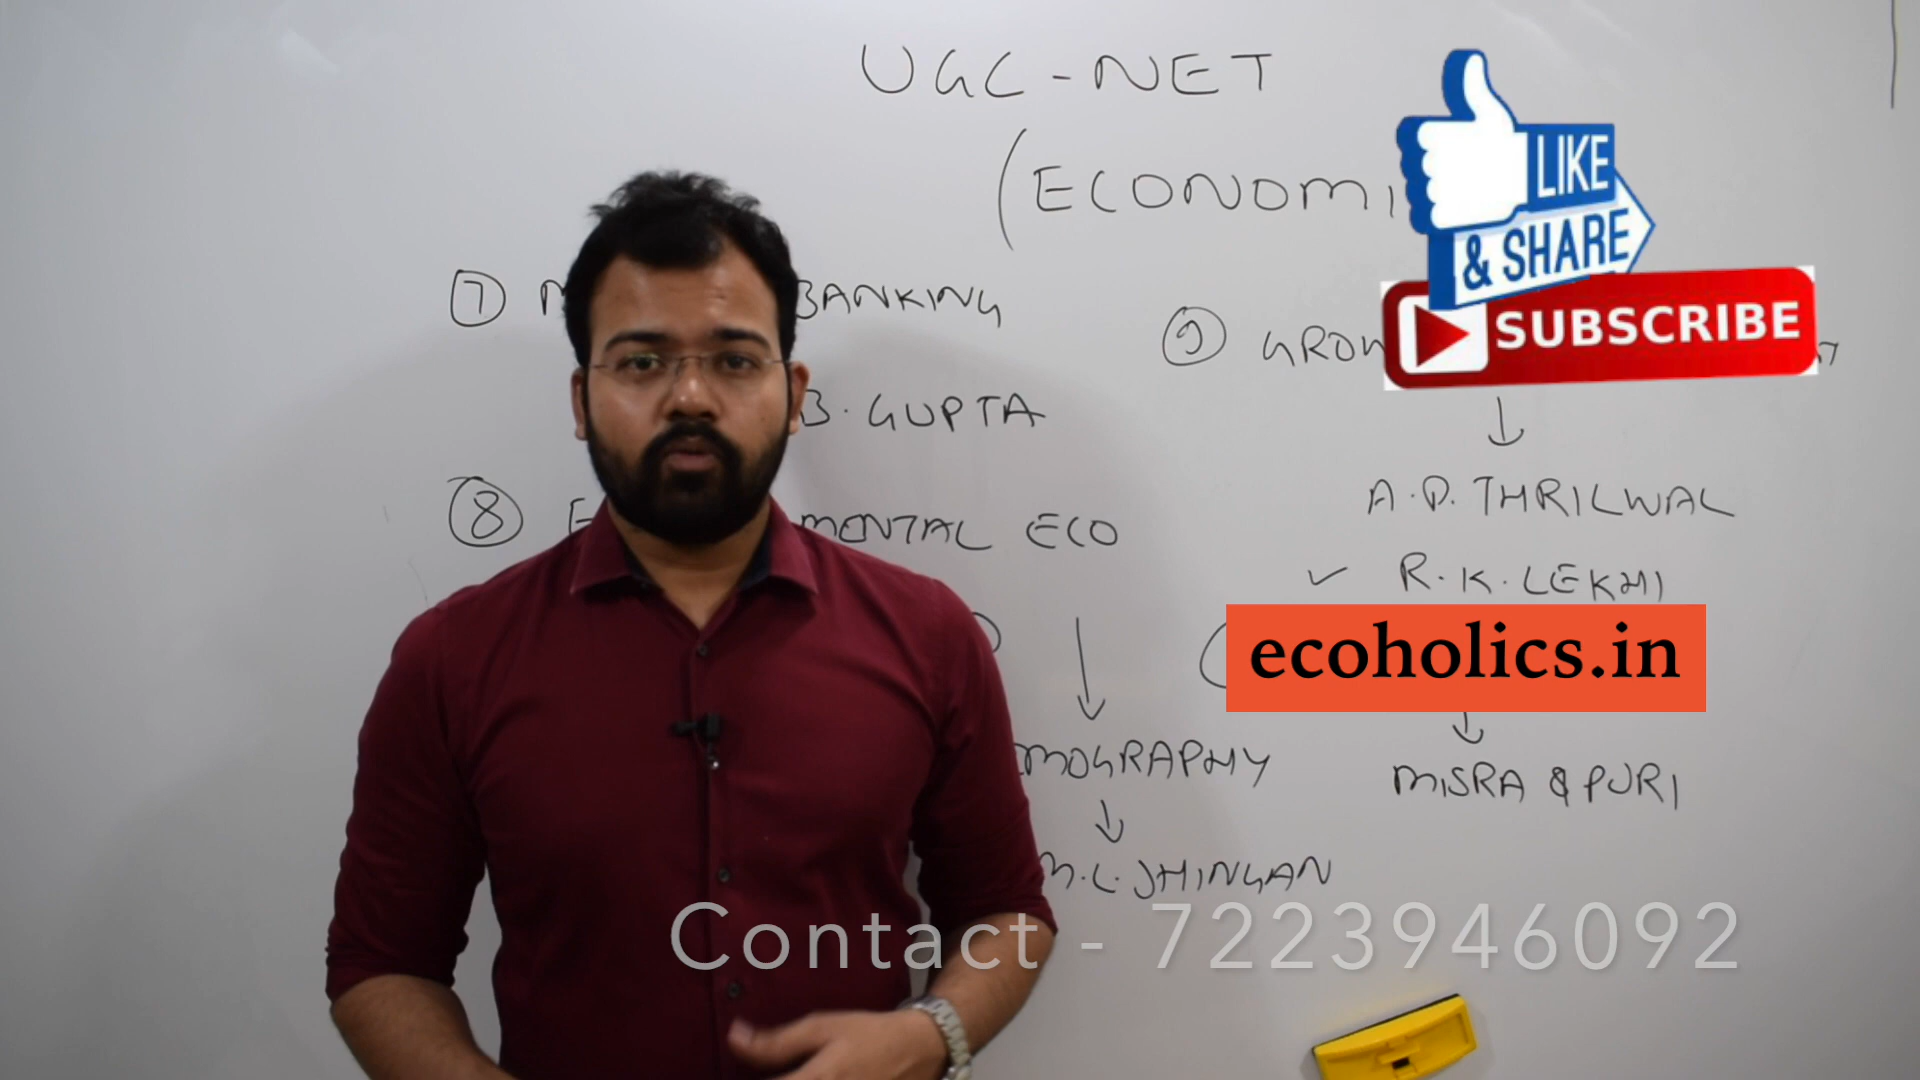 UGC-NET
(ECONOMI
LIKE
& SHARE
SUBSCRIBE
⑦ BANKING
B. GUPTA
⑨ GROW
A.P. THRILWAL
✓ R.K. LEKHI
⑧ E MENTAL ECO
ecoholics.in
MOGRAPHY
M.L. JHINGAN
MISRA & PURI
Contact - 7223946092